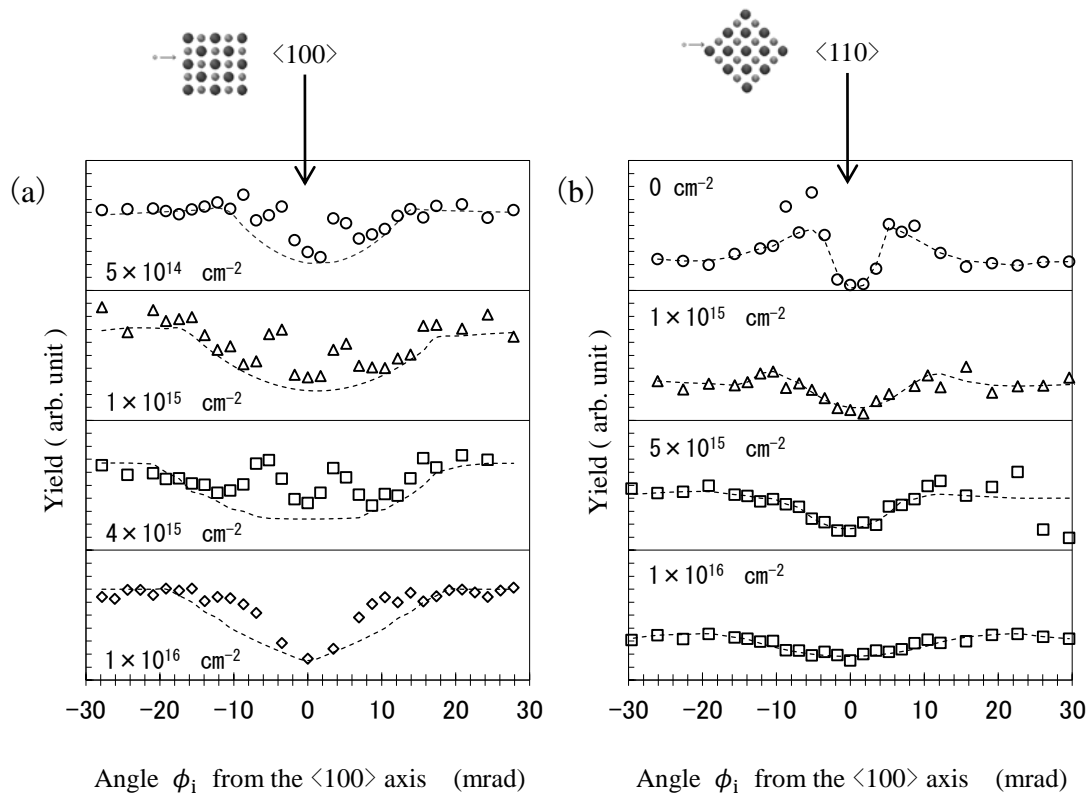 〈100〉
〈110〉
(a)
(b)
Yield ( arb. unit)
5×10¹⁴ cm⁻²
1×10¹⁵ cm⁻²
4×10¹⁵ cm⁻²
1×10¹⁶ cm⁻²
-30 -20 -10 0 10 20 30
Angle ϕᵢ from the <100> axis (mrad)
Yield ( arb. unit)
0 cm⁻²
1×10¹⁵ cm⁻²
5×10¹⁵ cm⁻²
1×10¹⁶ cm⁻²
-30 -20 -10 0 10 20 30
Angle ϕᵢ from the <100> axis (mrad)